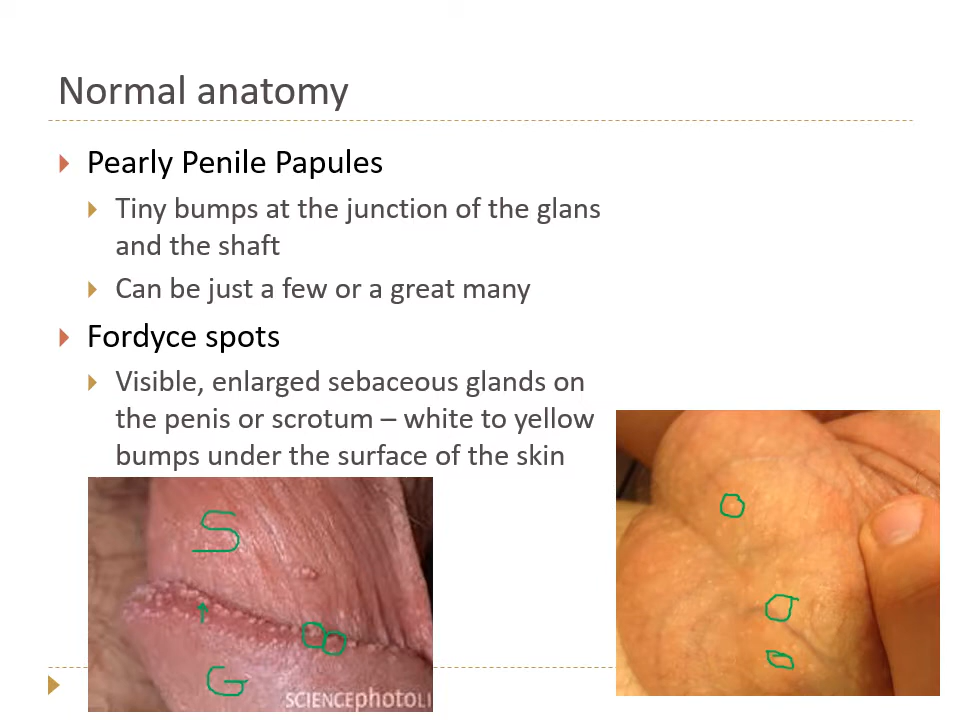 Normal anatomy
Pearly Penile Papules
Tiny bumps at the junction of the glans
and the shaft
Can be just a few or a great many
Fordyce spots
Visible, enlarged sebaceous glands on
the penis or scrotum – white to yellow
bumps under the surface of the skin
S
G
SCIENCEphotoLI